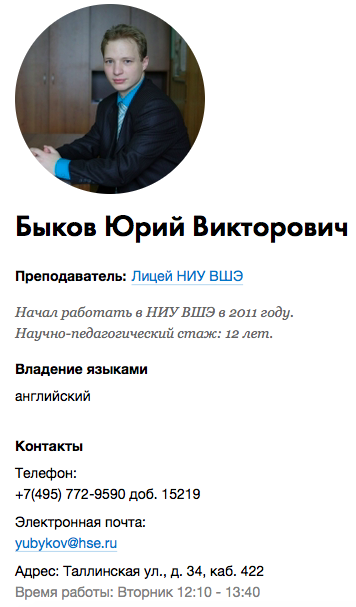 Быков Юрий Викторович
Преподаватель: Лицей НИУ ВШЭ
Начал работать в НИУ ВШЭ в 2011 году.
Научно-педагогический стаж: 12 лет.
Владение языками
английский
Контакты
Телефон:
+7(495) 772-9590 доб. 15219
Электронная почта:
yubykov@hse.ru
Адрес: Таллинская ул., д. 34, каб. 422
Время работы: Вторник 12:10 - 13:40